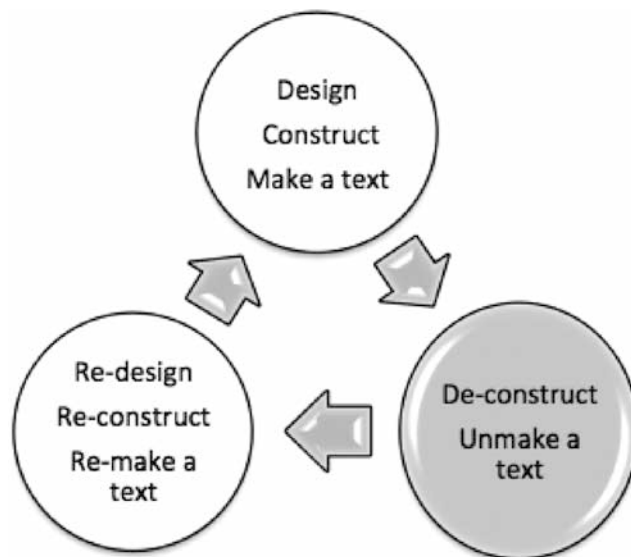 Design
Construct
Make a text
De-construct
Unmake a
text
Re-design
Re-construct
Re-make a
text